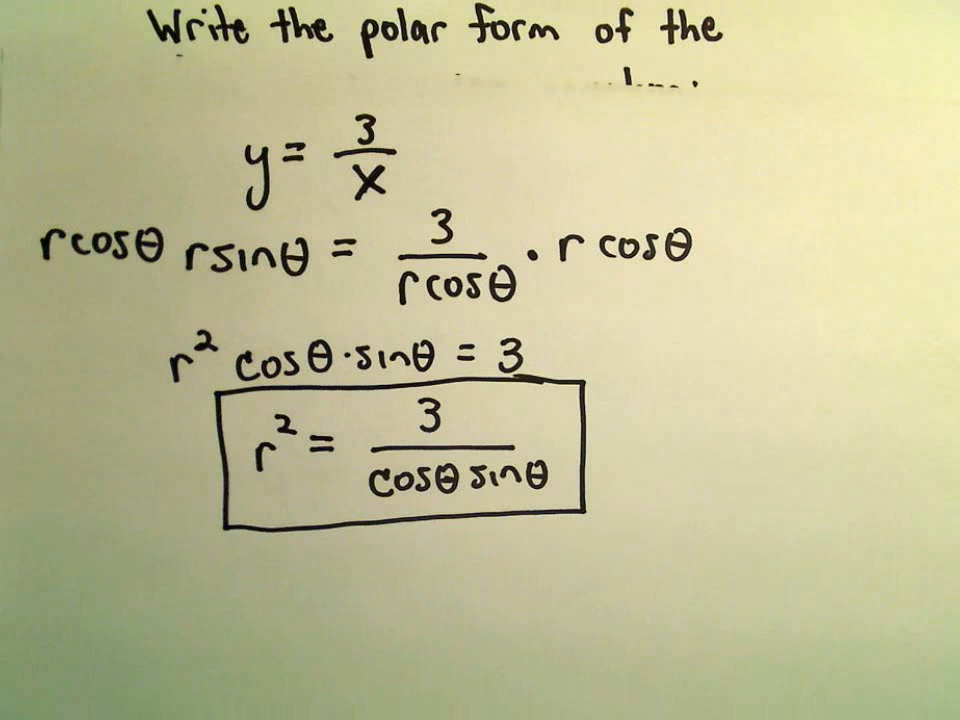 Write the polar form of the
y = 3/x
rcosθ rsinθ = 3/rcosθ · r cosθ
r² cosθ·sinθ = 3
r² = 3/cosθ sinθ